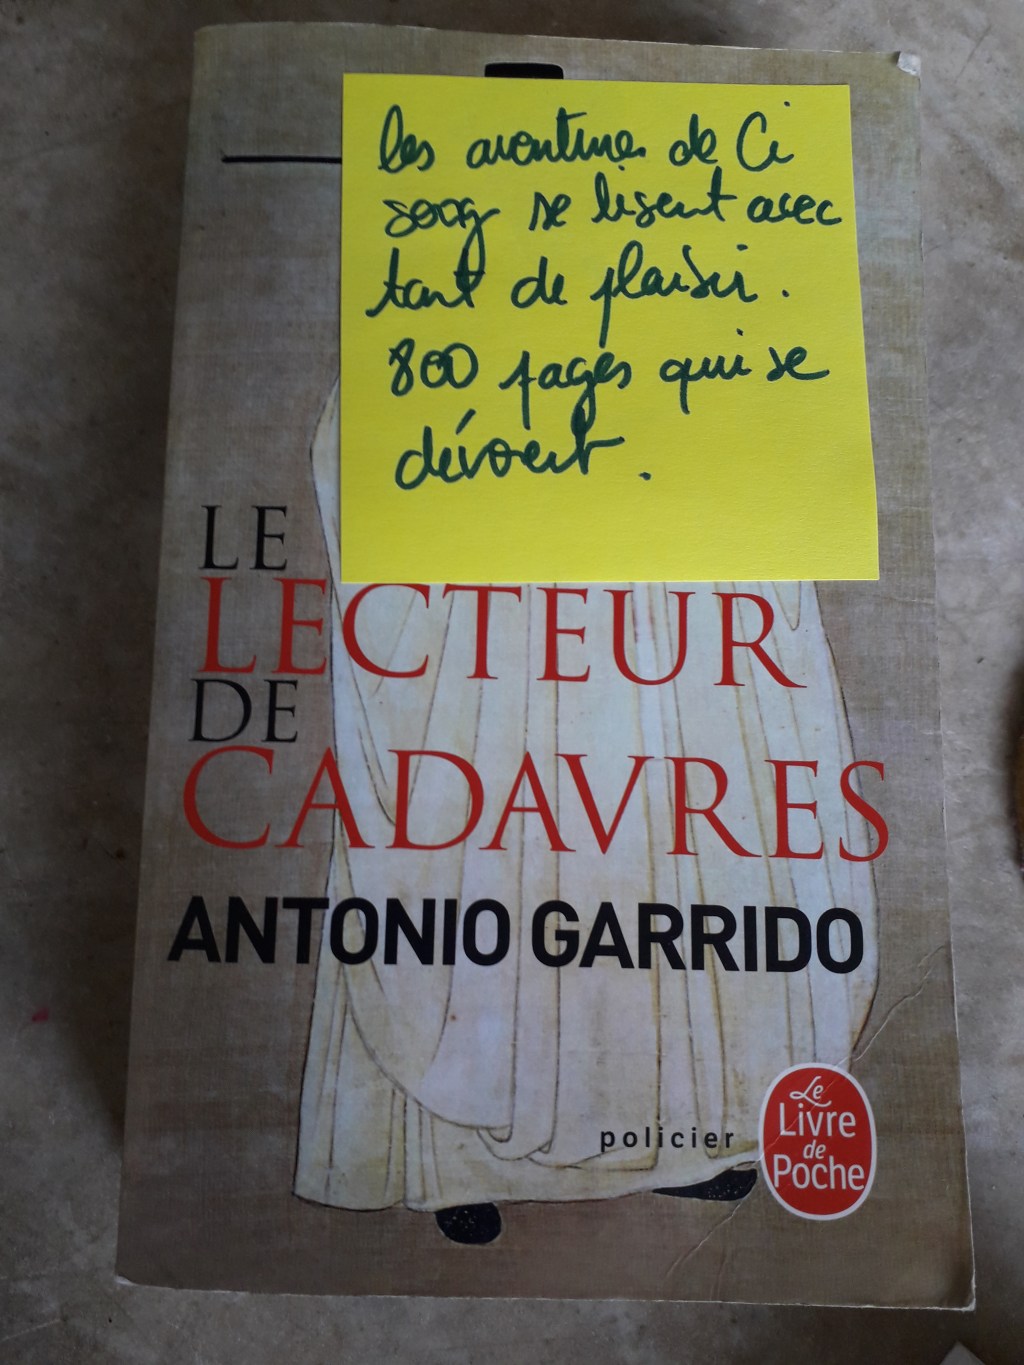 les aventures de Ci
song se lisent avec
tant de plaisir.
800 pages qui se
dévorent.
LE
LECTEUR
DE
CADAVRES
ANTONIO GARRIDO
policier
Le
Livre
de
Poche